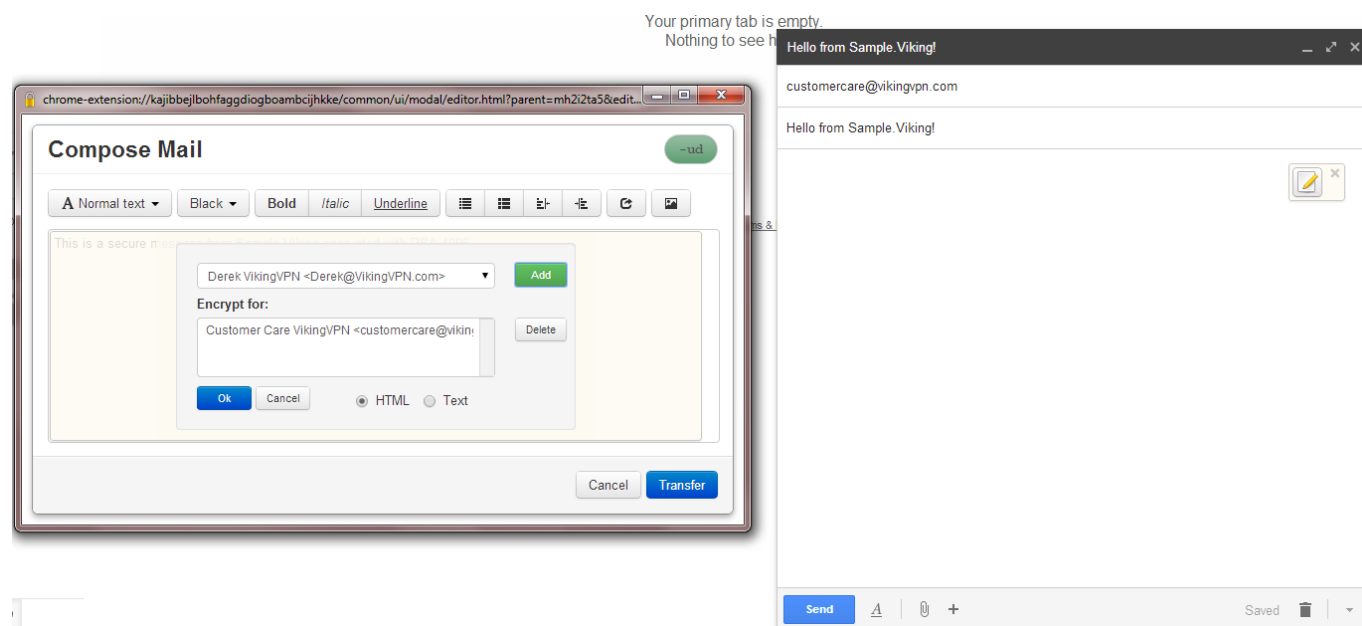 Your primary tab is empty.
Nothing to see h
Hello from Sample.Viking!
customercare@vikingvpn.com
Hello from Sample.Viking!
chrome-extension://kajibbejlbohfaggdiogboambcijhkke/common/ui/modal/editor.html?parent=mh2i2ta5&edit...
Compose Mail
-ud
A Normal text
Black
Bold
Italic
Underline
ns &
This is a secure m
Derek VikingVPN <Derek@VikingVPN.com>
Add
Encrypt for:
Customer Care VikingVPN <customercare@viking
Delete
Ok
Cancel
HTML
Text
Cancel
Transfer
Send
A
Saved